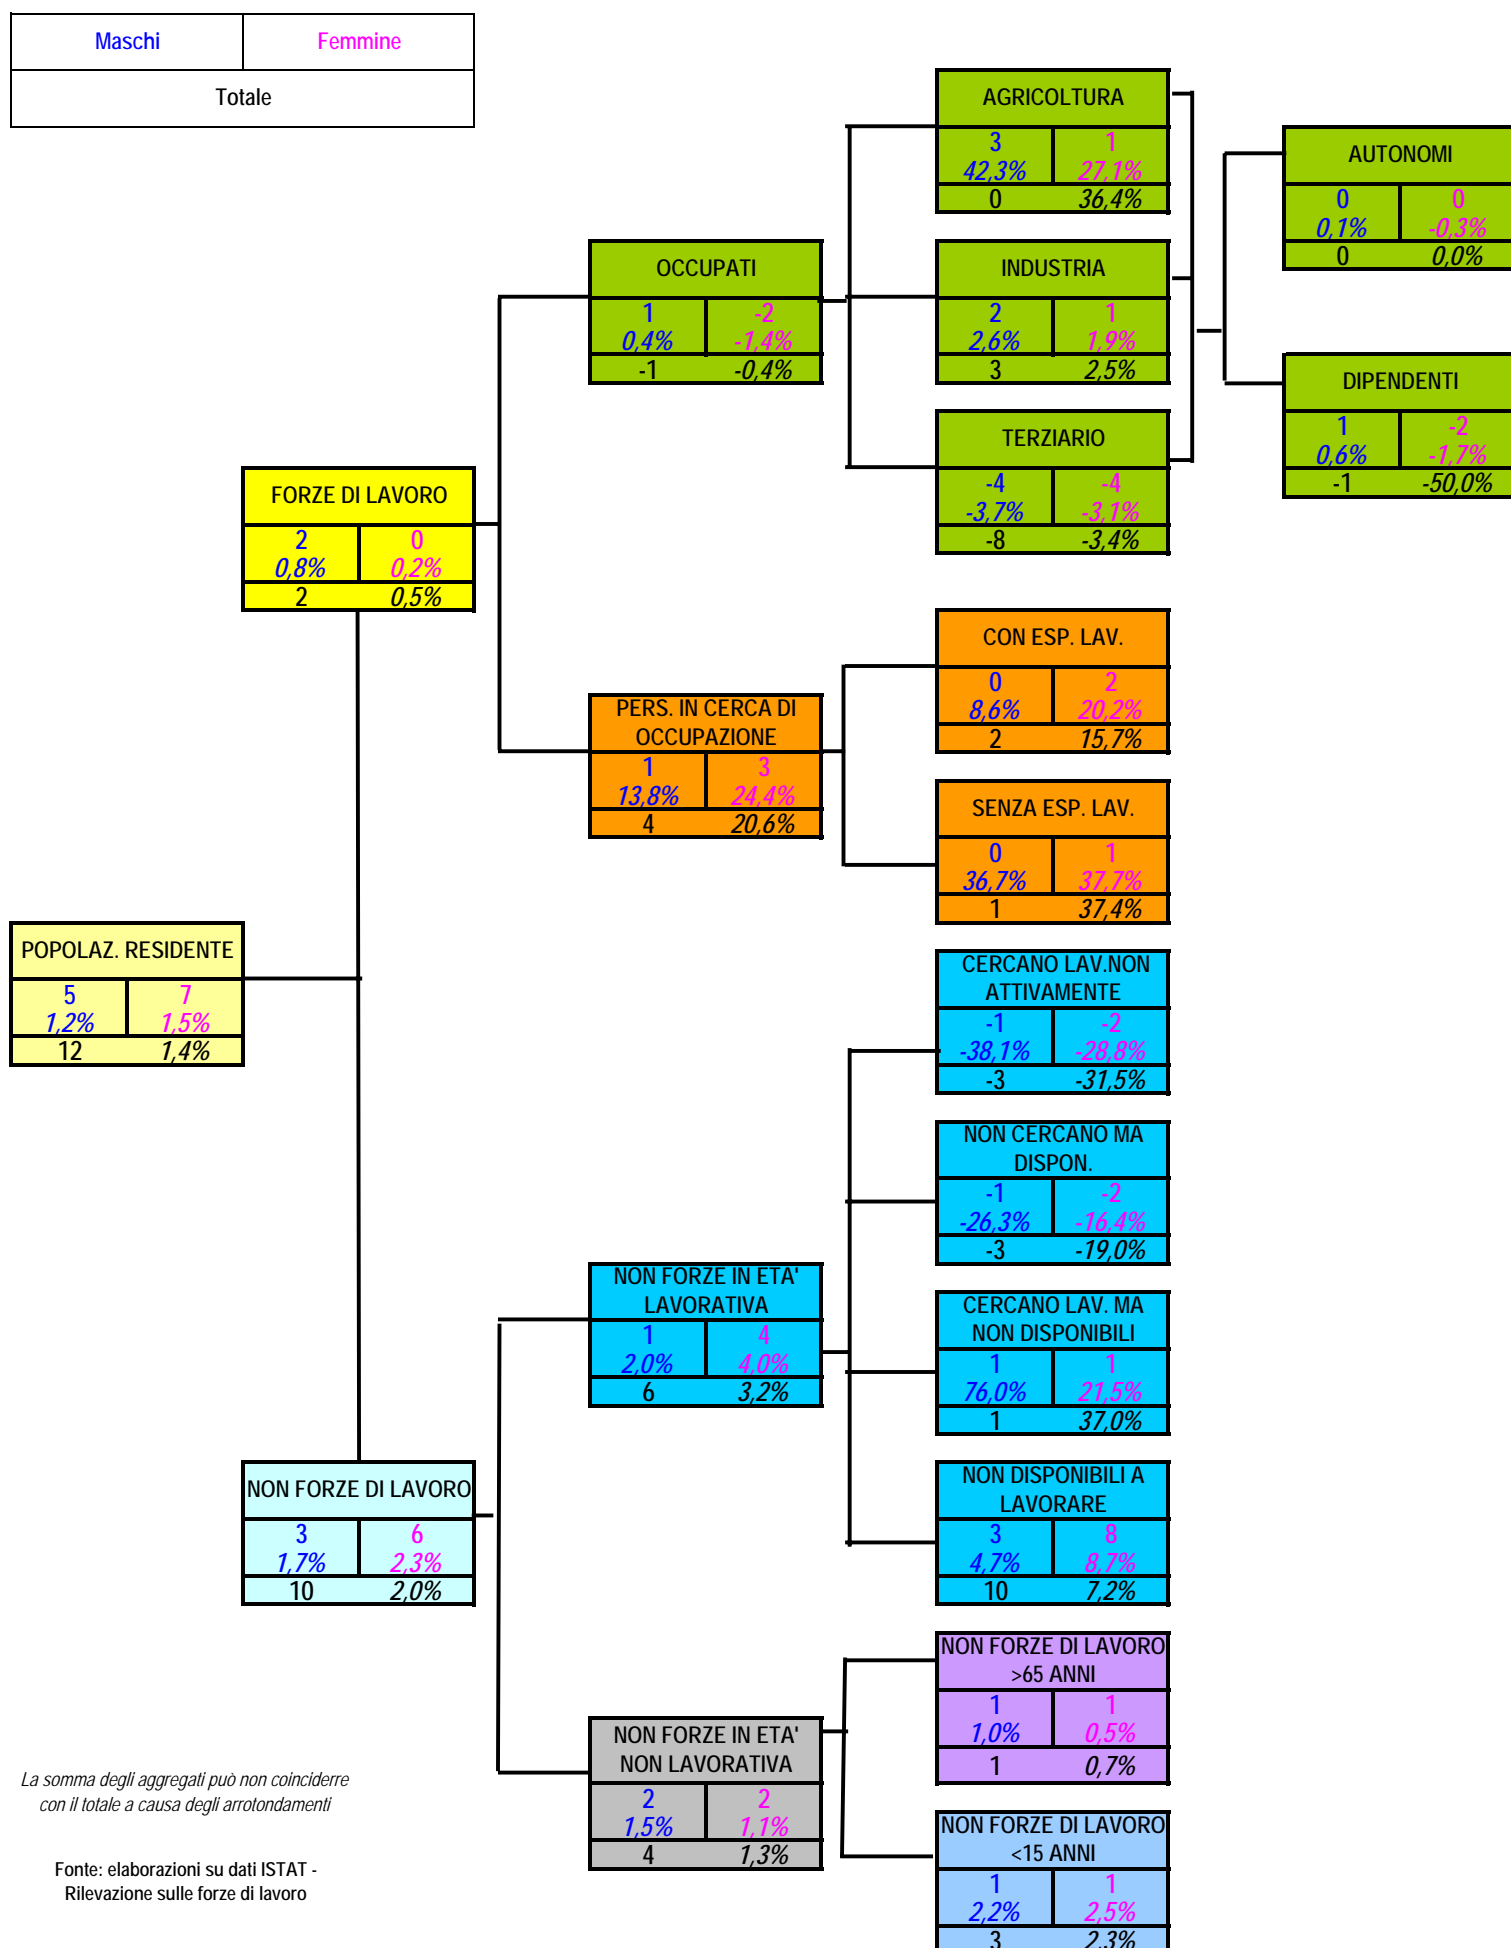 Maschi Femmine
Totale
AGRICOLTURA
3 1
42,3% 27,1%
0 36,4%
AUTONOMI
0 0
0,1% -0,3%
0 0,0%
OCCUPATI
1 -2
0,4% -1,4%
-1 -0,4%
INDUSTRIA
2 1
2,6% 1,9%
3 2,5%
DIPENDENTI
1 -2
0,6% -1,7%
-1 -50,0%
TERZIARIO
-4 -4
-3,7% -3,1%
-8 -3,4%
FORZE DI LAVORO
2 0
0,8% 0,2%
2 0,5%
CON ESP. LAV.
0 2
8,6% 20,2%
2 15,7%
PERS. IN CERCA DI
OCCUPAZIONE
1 3
13,8% 24,4%
4 20,6%
SENZA ESP. LAV.
0 1
36,7% 37,7%
1 37,4%
POPOLAZ. RESIDENTE
5 7
1,2% 1,5%
12 1,4%
CERCANO LAV.NON
ATTIVAMENTE
-1 -2
-38,1% -28,8%
-3 -31,5%
NON CERCANO MA
DISPON.
-1 -2
-26,3% -16,4%
-3 -19,0%
NON FORZE IN ETA'
LAVORATIVA
1 4
2,0% 4,0%
6 3,2%
CERCANO LAV. MA
NON DISPONIBILI
1 1
76,0% 21,5%
1 37,0%
NON FORZE DI LAVORO
3 6
1,7% 2,3%
10 2,0%
NON DISPONIBILI A
LAVORARE
3 8
4,7% 8,7%
10 7,2%
NON FORZE DI LAVORO
>65 ANNI
1 1
1,0% 0,5%
1 0,7%
NON FORZE IN ETA'
NON LAVORATIVA
2 2
1,5% 1,1%
4 1,3%
NON FORZE DI LAVORO
<15 ANNI
1 1
2,2% 2,5%
3 2,3%
La somma degli aggregati può non coinciderre
con il totale a causa degli arrotondamenti
Fonte: elaborazioni su dati ISTAT -
Rilevazione sulle forze di lavoro